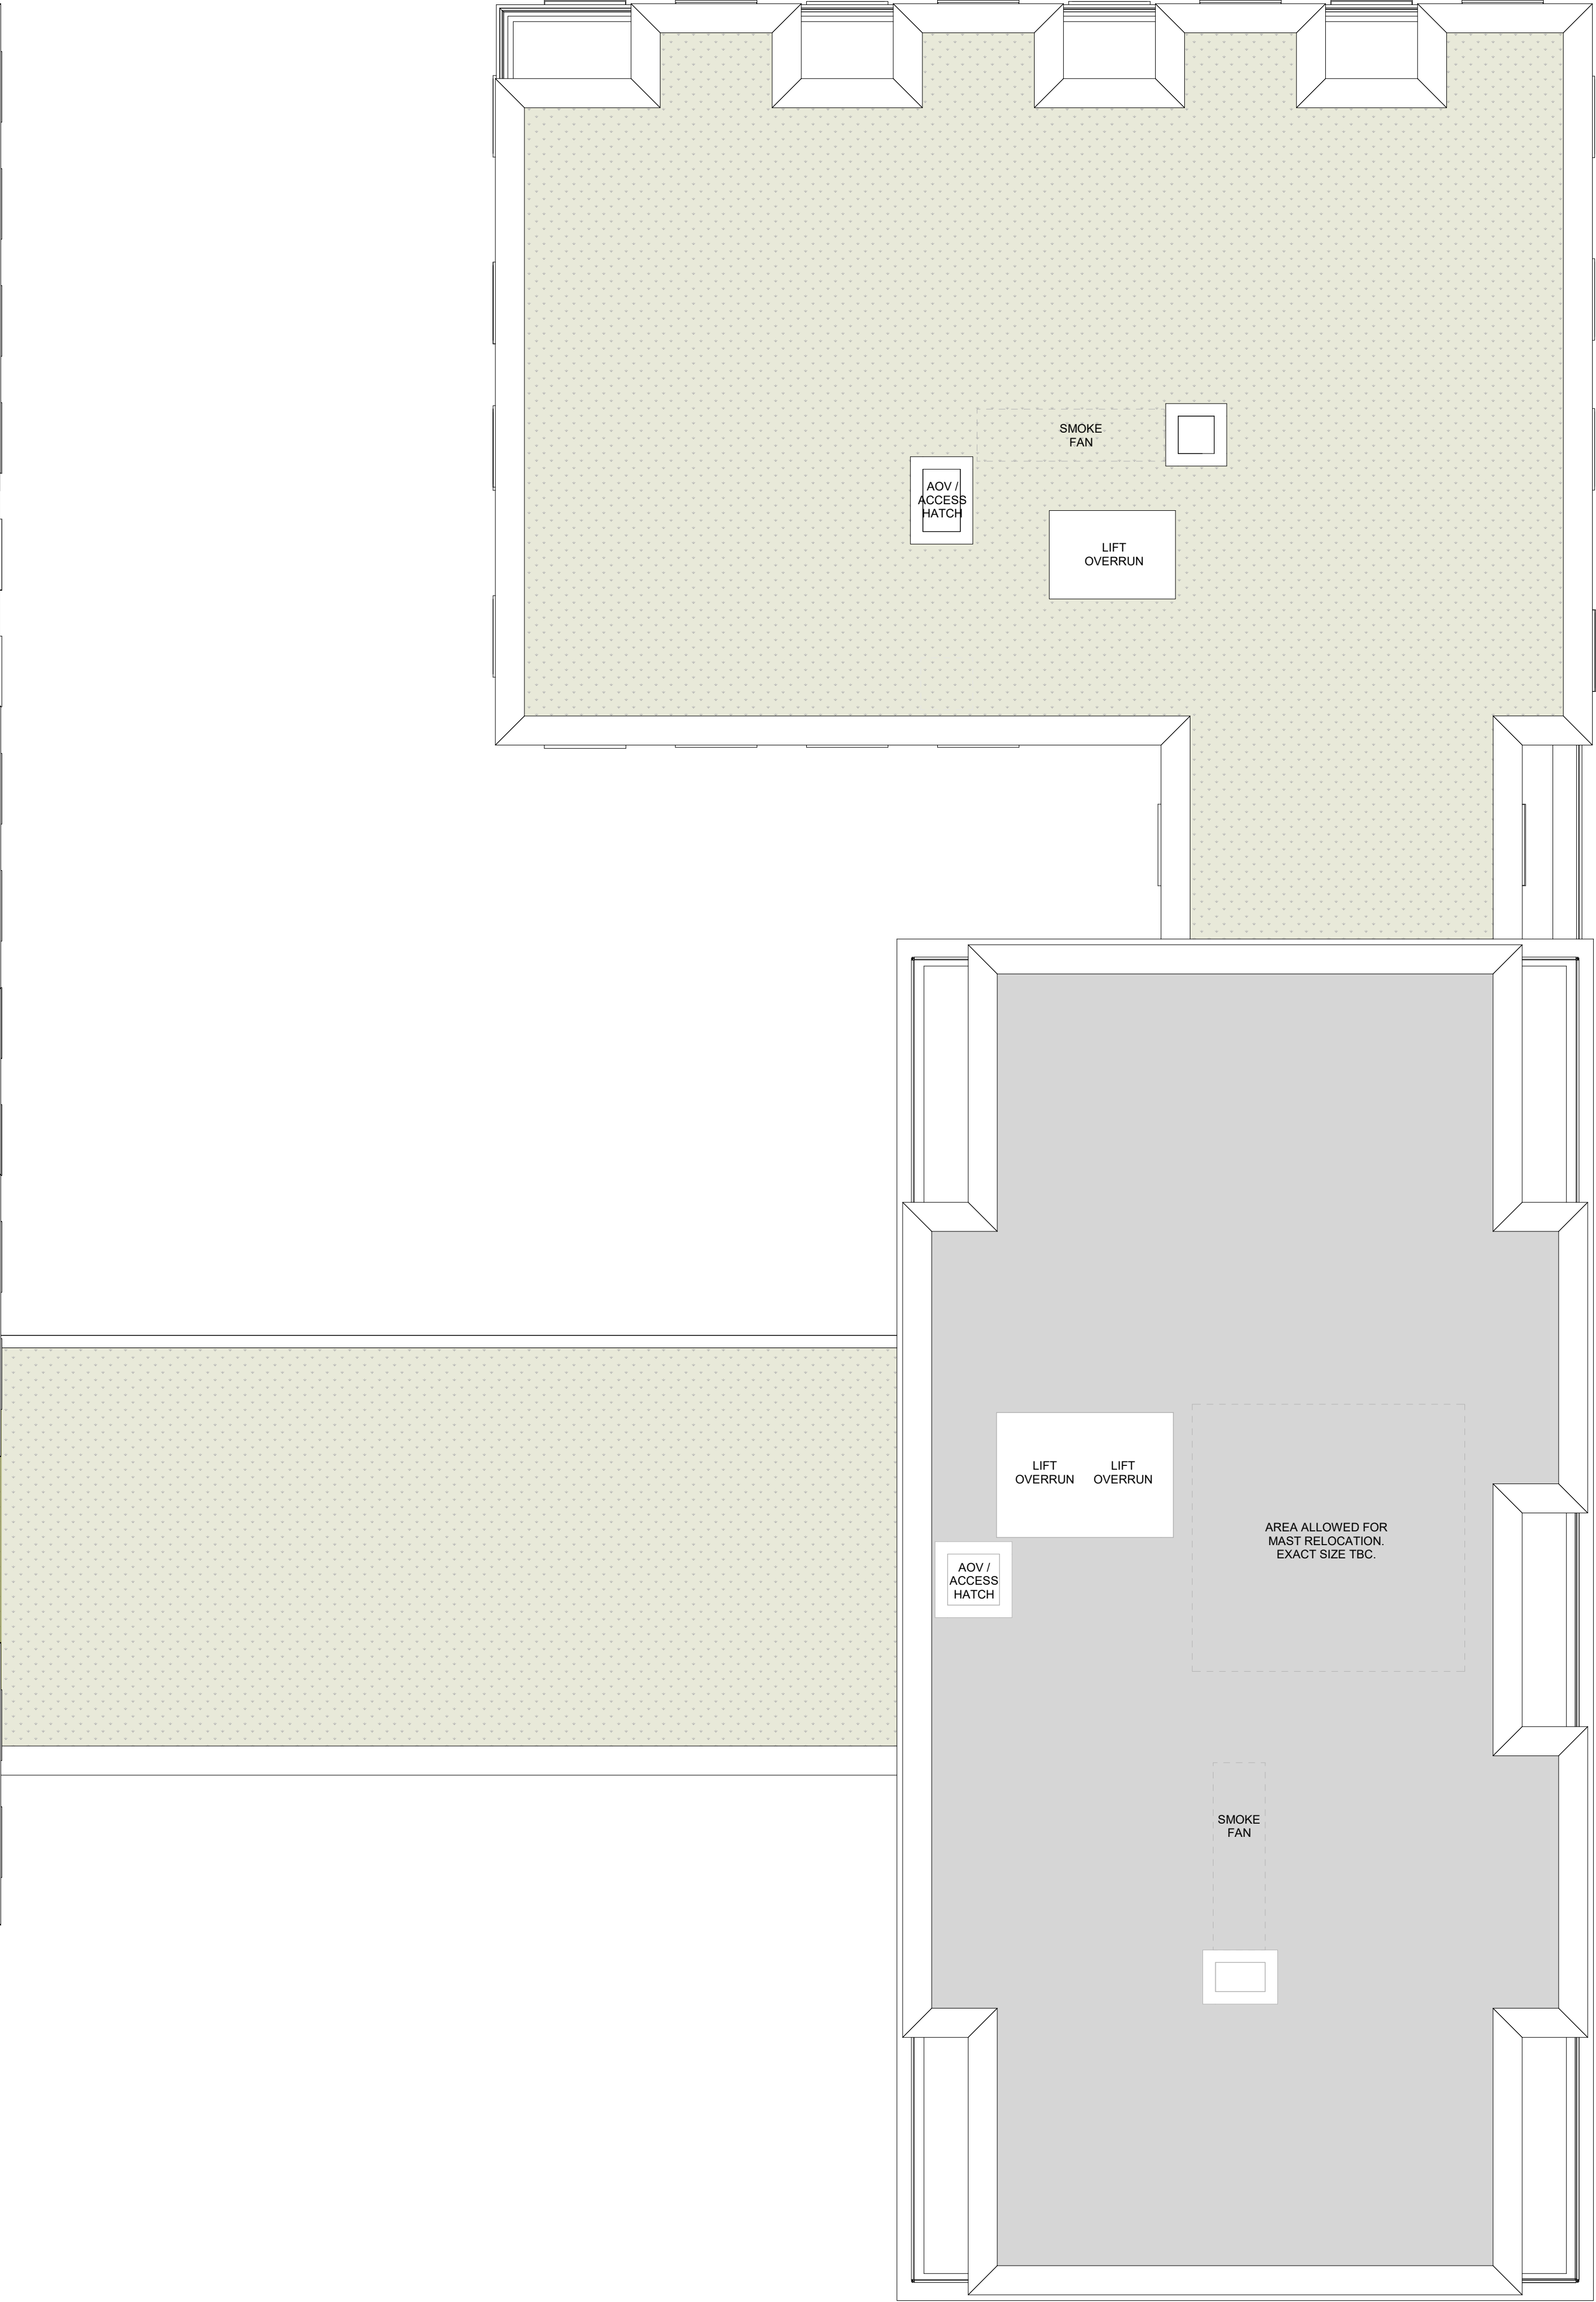 SMOKE
FAN
AOV /
ACCESS
HATCH
LIFT
OVERRUN
LIFT
OVERRUN
LIFT
OVERRUN
AREA ALLOWED FOR
MAST RELOCATION.
EXACT SIZE TBC.
AOV /
ACCESS
HATCH
SMOKE
FAN